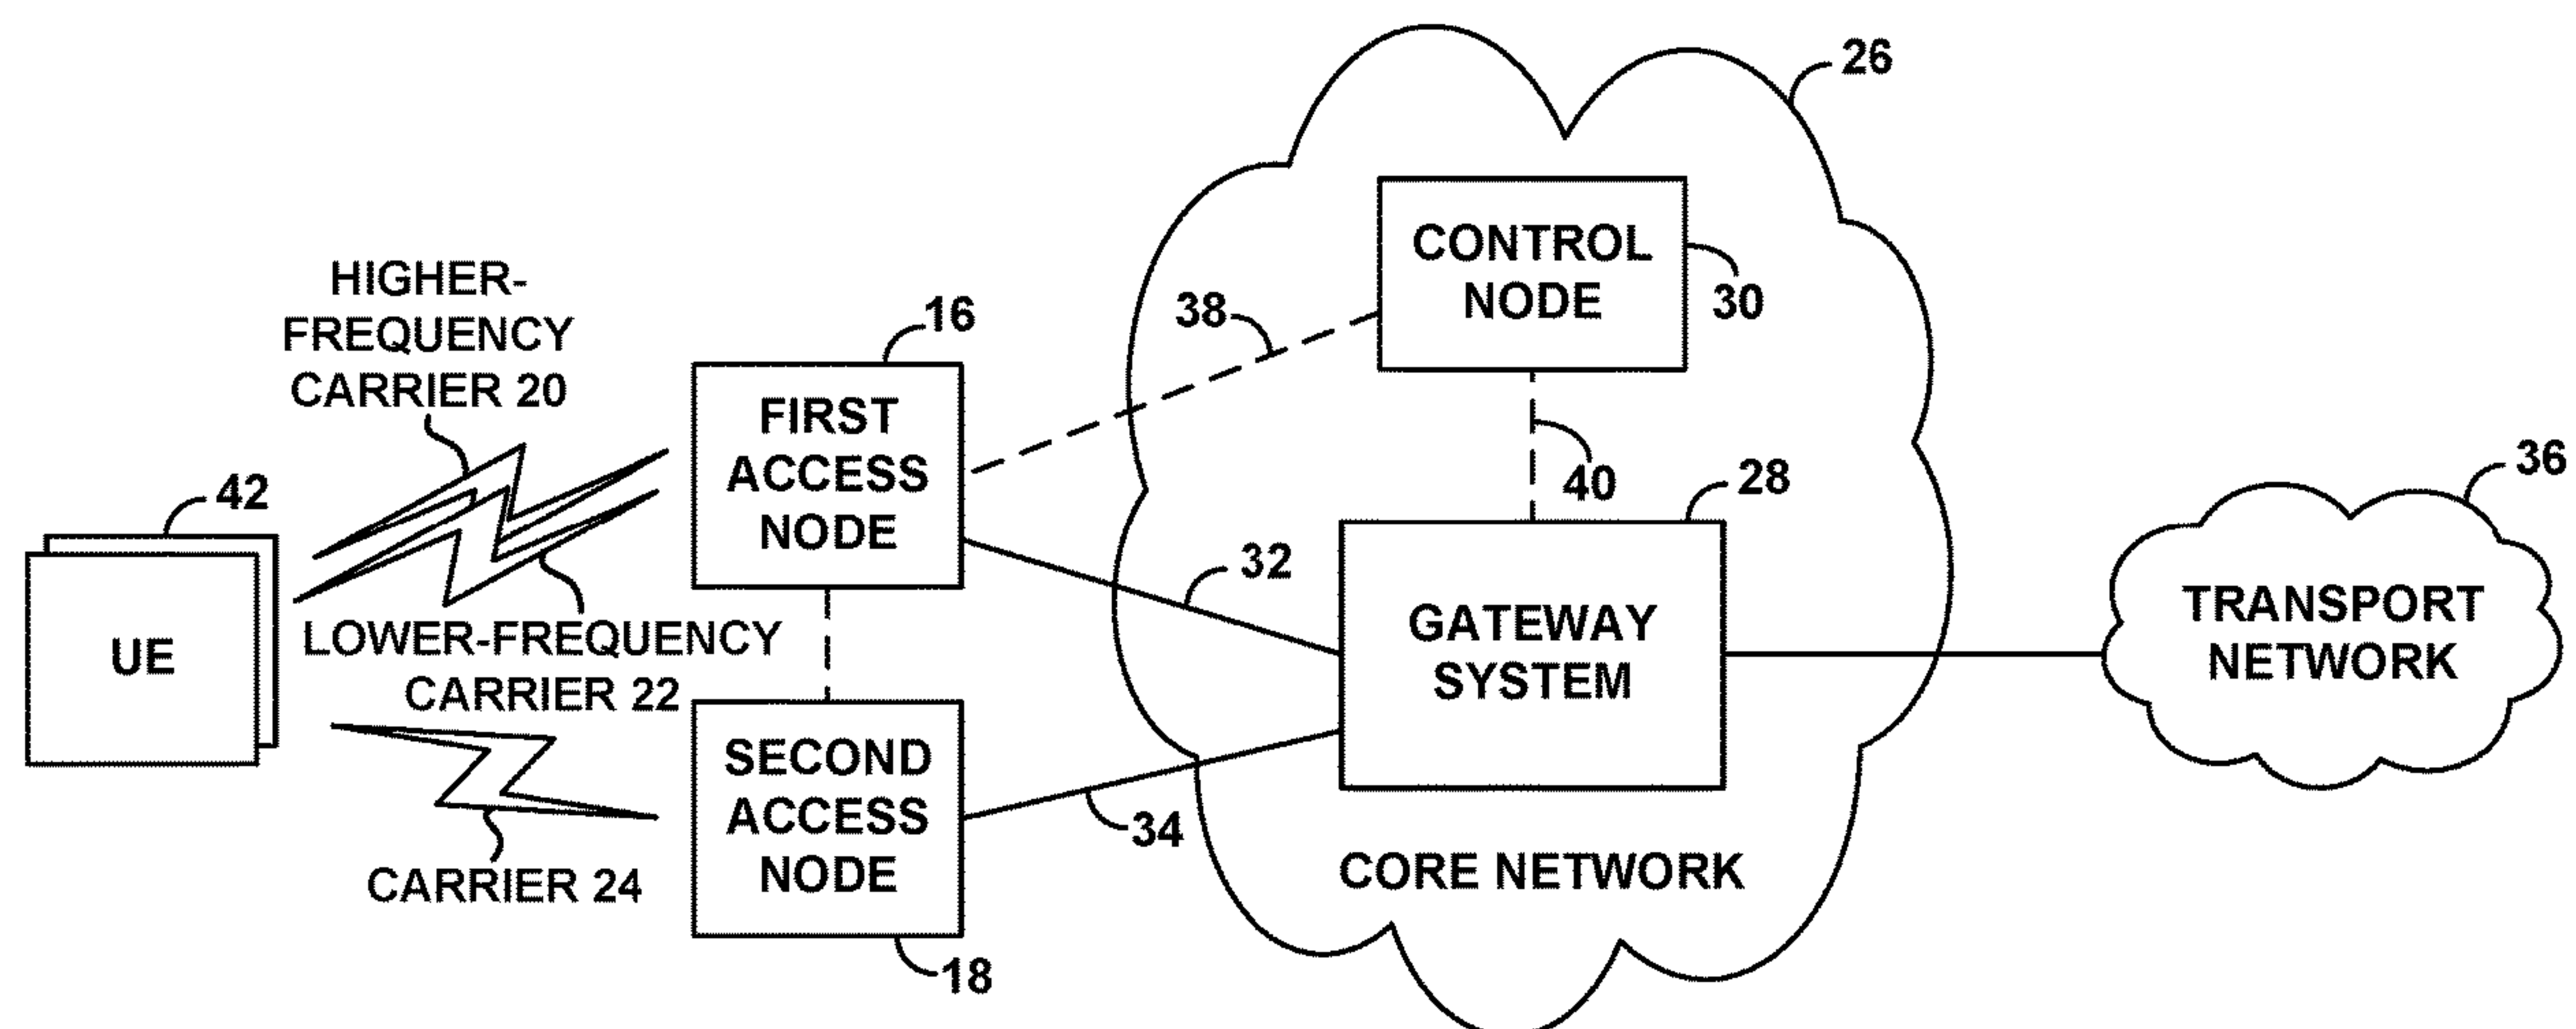 26
CONTROL
NODE
30
38
HIGHER-
FREQUENCY
CARRIER 20
16
FIRST
ACCESS
NODE
40
28
36
42
UE
32
LOWER-FREQUENCY
CARRIER 22
GATEWAY
SYSTEM
TRANSPORT
NETWORK
SECOND
ACCESS
NODE
34
CARRIER 24
CORE NETWORK
18